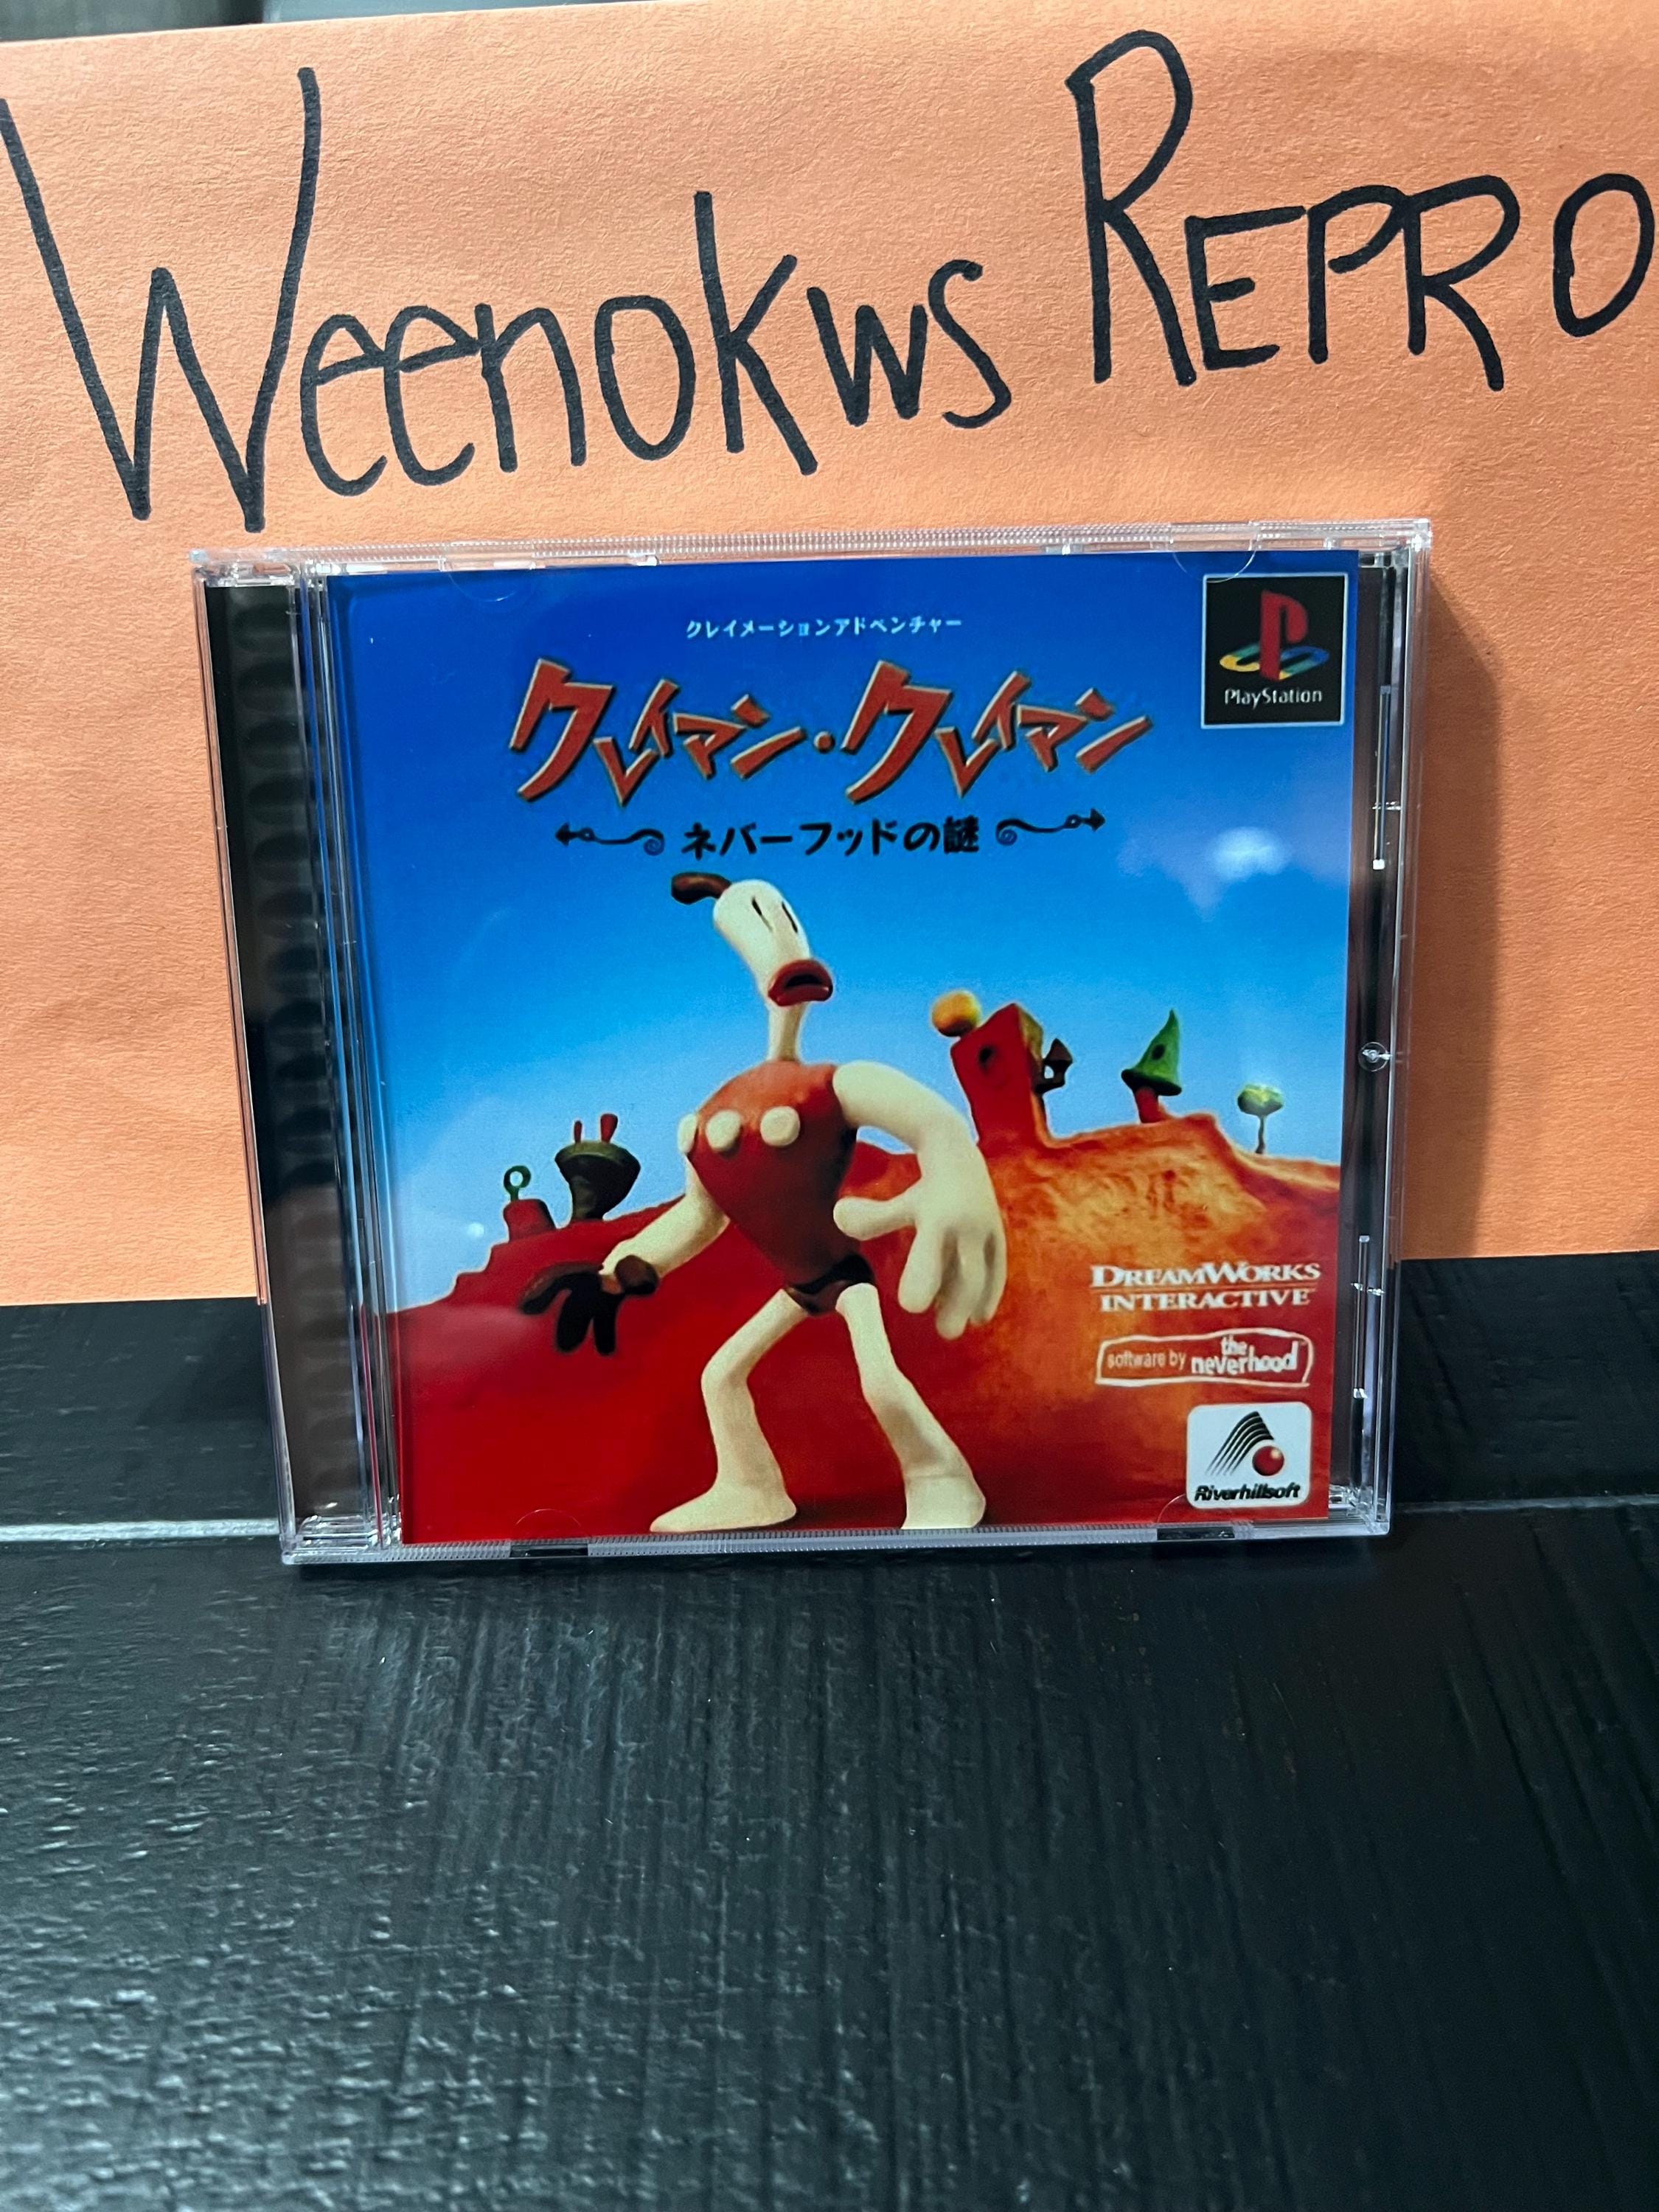 Weenokws REPRO
クレイメーションアドベンチャー
PlayStation
クレイマン・クレイマン
ネバーフッドの謎
DREAMWORKS
INTERACTIVE
software by the neverhood
Riverhillsoft